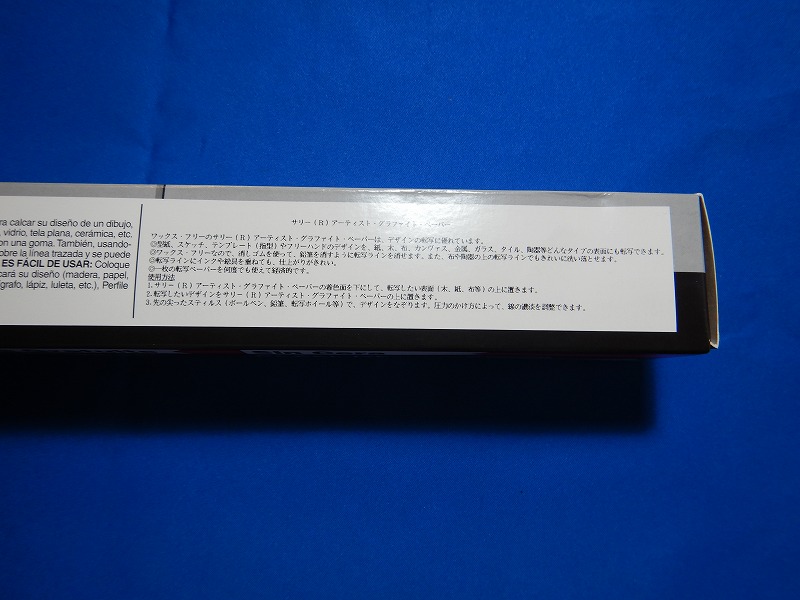 ra calcar su diseño de un dibujo,
vidrio, tela plana, cerámica, etc.
on una goma. También, usando-
obre la línea trazada y se puede
ES FACIL DE USAR: Coloque
cará su diseño (madera, papel,
grafo, lápiz, luleta, etc.), Perfile
サリー(R)アーティスト・グラファイト・ペーパー
ワックス・フリーのサリー(R)アーティスト・グラファイト・ペーパーは、デザインの転写に優れています。
◎型紙、スケッチ、テンプレート(指型)やフリーハンドのデザインを、紙、木、布、カンヴァス、金属、ガラス、タイル、陶器等どんなタイプの表面にも転写できます。
◎ワックス・フリーなので、消しゴムを使って、鉛筆を消すように転写ラインを消せます。また、布や陶器の上の転写ラインでもきれいに洗い落とせます。
◎転写ラインにインクや絵具を重ねても、仕上がりがきれい。
◎一枚の転写ペーパーを何度でも使えて経済的です。
使用方法
1.サリー(R)アーティスト・グラファイト・ペーパーの着色面を下にして、転写したい表面(木、紙、布等)の上に置きます。
2.転写したいデザインをサリー(R)アーティスト・グラファイト・ペーパーの上に置きます。
3.先の尖ったスティルス(ボールペン、鉛筆、転写ホイール等)で、デザインをなぞります。圧力のかけ方によって、線の濃淡を調整できます。